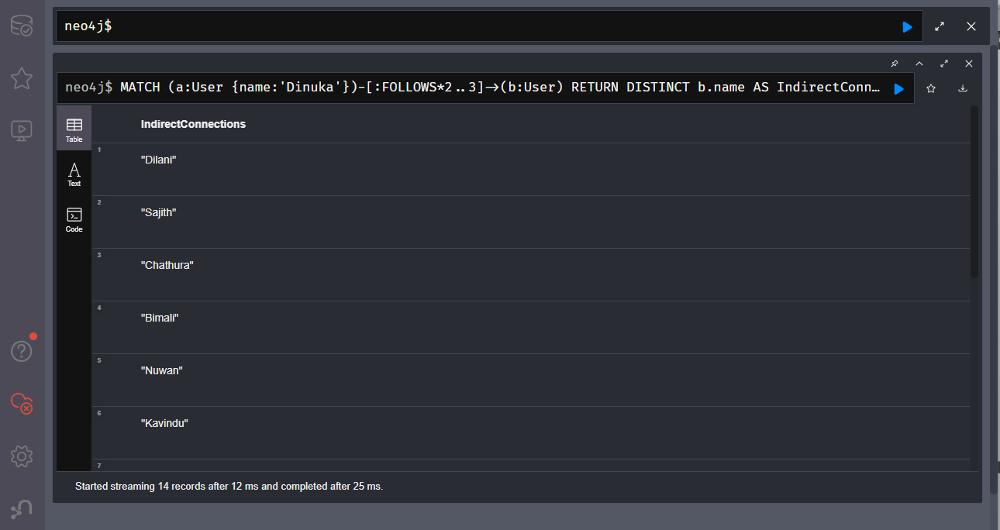 neo4j$
neo4j$ MATCH (a:User {name:'Dinuka'})-[:FOLLOWS*2..3]->(b:User) RETURN DISTINCT b.name AS IndirectConn…
Table
IndirectConnections
1
"Dilani"
Text
2
"Sajith"
Code
3
"Chathura"
4
"Bimali"
5
"Nuwan"
6
"Kavindu"
7
Started streaming 14 records after 12 ms and completed after 25 ms.